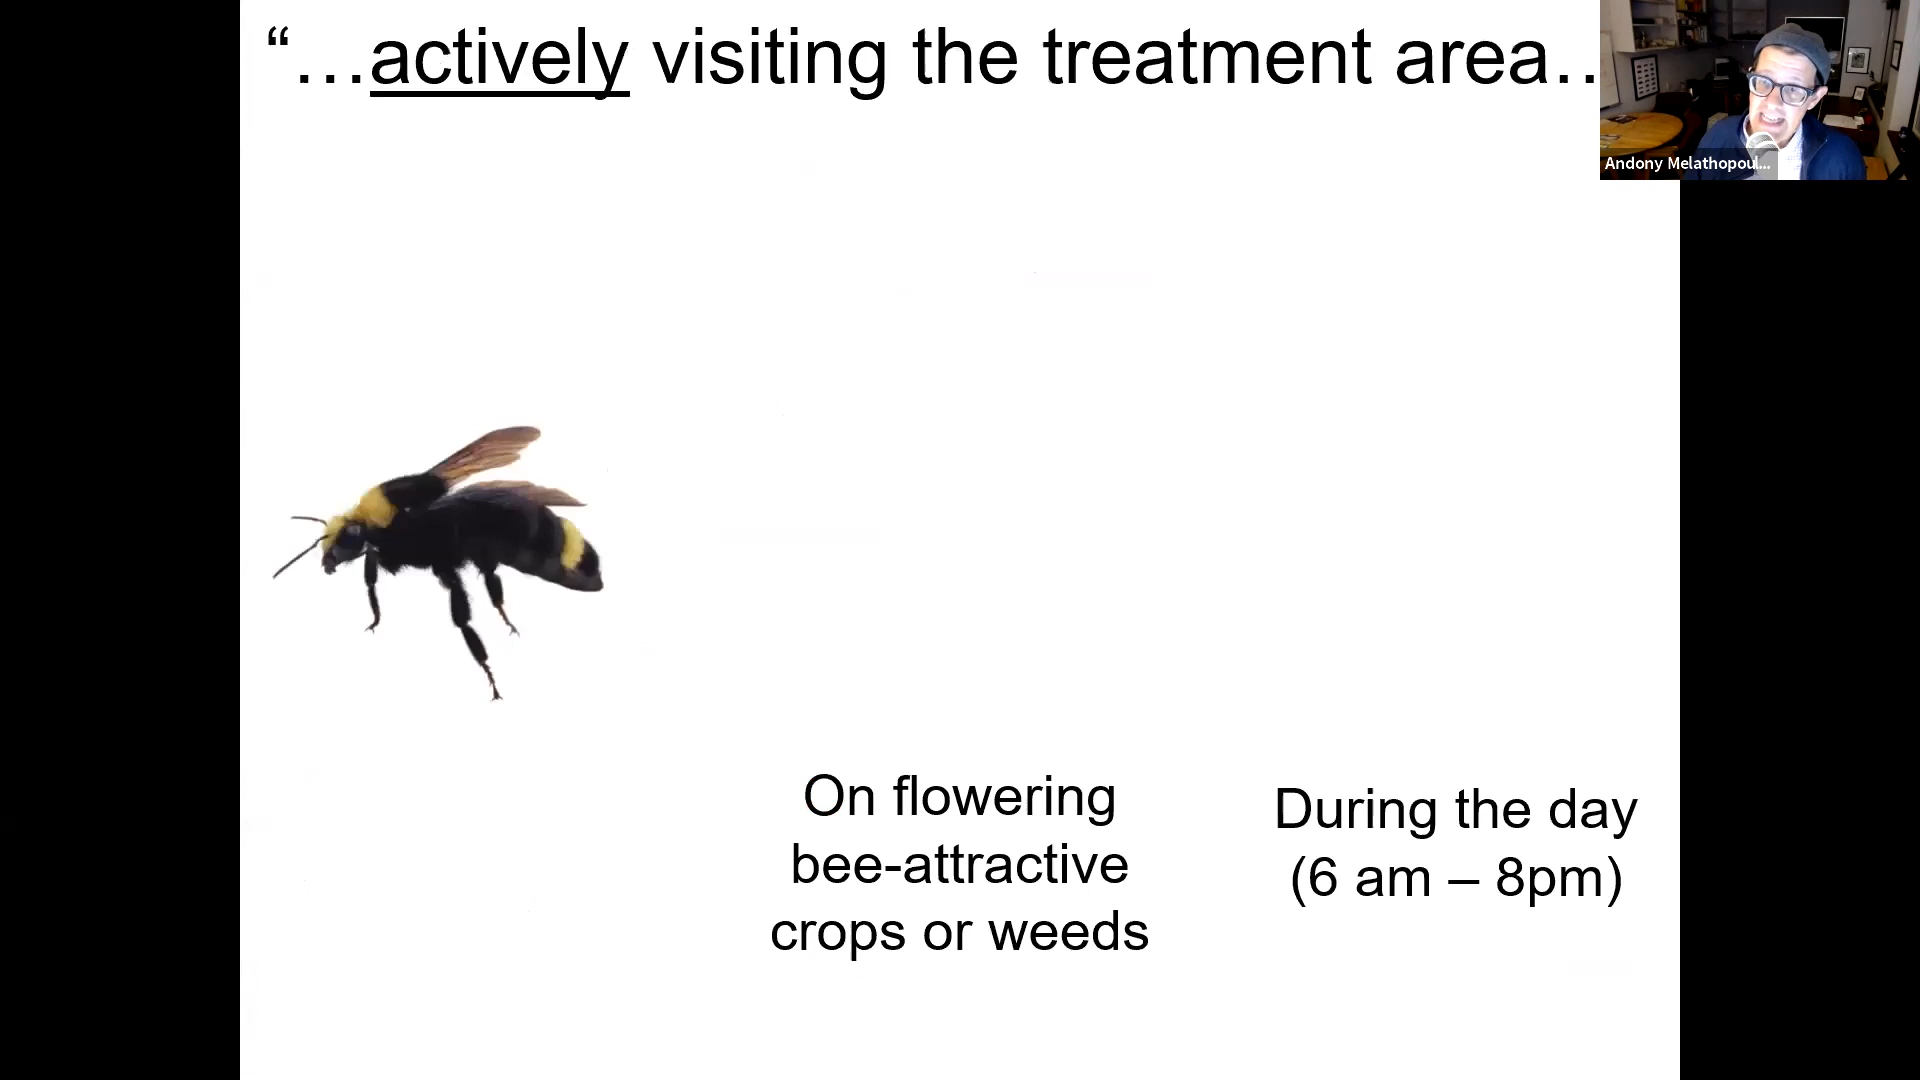 “…actively visiting the treatment area..
Andony Melathopoul...
On flowering
bee-attractive
crops or weeds
During the day
(6 am – 8pm)